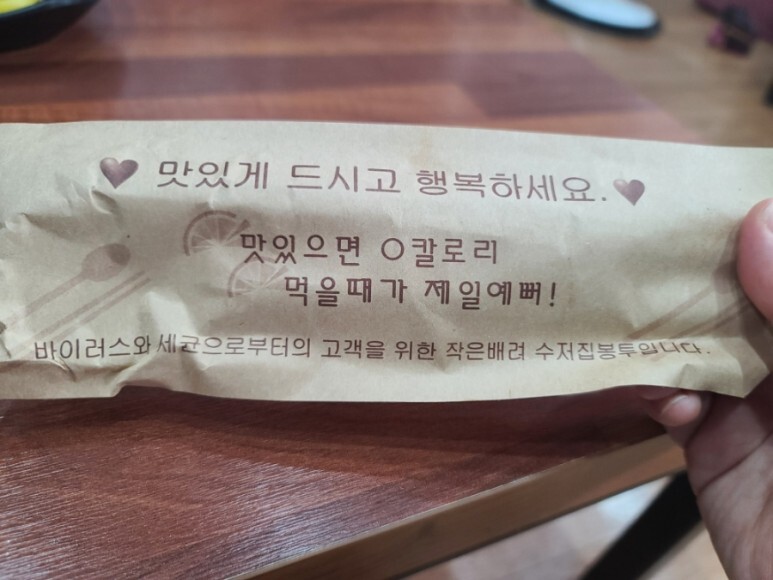 ♥ 맛있게 드시고 행복하세요.♥
맛있으면 0칼로리
먹을때가 제일예뻐!
바이러스와 세균으로부터의 고객을 위한 작은배려 수저집봉투입니다.